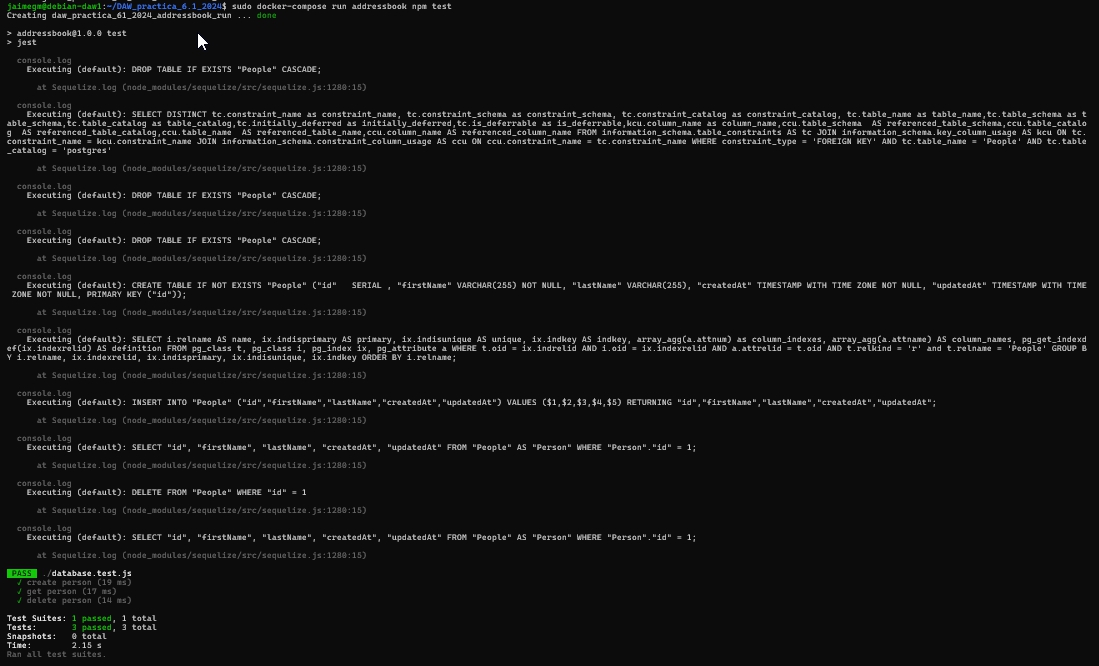 jaimegm@debian-daw1:~/DAW_practica_6.1_2024$ sudo docker-compose run addressbook npm test
Creating daw_practica_61_2024_addressbook_run ... done
> addressbook@1.0.0 test
> jest
console.log
Executing (default): DROP TABLE IF EXISTS "People" CASCADE;
at Sequelize.log (node_modules/sequelize/src/sequelize.js:1280:15)
console.log
Executing (default): SELECT DISTINCT tc.constraint_name as constraint_name, tc.constraint_schema as constraint_schema, tc.constraint_catalog as constraint_catalog, tc.table_name as table_name,tc.table_schema as t
able_schema,tc.table_catalog as table_catalog,tc.initially_deferred as initially_deferred,tc.is_deferrable as is_deferrable,kcu.column_name as column_name,ccu.table_schema  AS referenced_table_schema,ccu.table_catalo
g  AS referenced_table_catalog,ccu.table_name  AS referenced_table_name,ccu.column_name AS referenced_column_name FROM information_schema.table_constraints AS tc JOIN information_schema.key_column_usage AS kcu ON tc.
constraint_name = kcu.constraint_name JOIN information_schema.constraint_column_usage AS ccu ON ccu.constraint_name = tc.constraint_name WHERE constraint_type = 'FOREIGN KEY' AND tc.table_name = 'People' AND tc.table
_catalog = 'postgres'
at Sequelize.log (node_modules/sequelize/src/sequelize.js:1280:15)
console.log
Executing (default): DROP TABLE IF EXISTS "People" CASCADE;
at Sequelize.log (node_modules/sequelize/src/sequelize.js:1280:15)
console.log
Executing (default): DROP TABLE IF EXISTS "People" CASCADE;
at Sequelize.log (node_modules/sequelize/src/sequelize.js:1280:15)
console.log
Executing (default): CREATE TABLE IF NOT EXISTS "People" ("id"   SERIAL , "firstName" VARCHAR(255) NOT NULL, "lastName" VARCHAR(255), "createdAt" TIMESTAMP WITH TIME ZONE NOT NULL, "updatedAt" TIMESTAMP WITH TIME
ZONE NOT NULL, PRIMARY KEY ("id"));
at Sequelize.log (node_modules/sequelize/src/sequelize.js:1280:15)
console.log
Executing (default): SELECT i.relname AS name, ix.indisprimary AS primary, ix.indisunique AS unique, ix.indkey AS indkey, array_agg(a.attnum) as column_indexes, array_agg(a.attname) AS column_names, pg_get_indexd
ef(ix.indexrelid) AS definition FROM pg_class t, pg_class i, pg_index ix, pg_attribute a WHERE t.oid = ix.indrelid AND i.oid = ix.indexrelid AND a.attrelid = t.oid AND t.relkind = 'r' and t.relname = 'People' GROUP B
Y i.relname, ix.indexrelid, ix.indisprimary, ix.indisunique, ix.indkey ORDER BY i.relname;
at Sequelize.log (node_modules/sequelize/src/sequelize.js:1280:15)
console.log
Executing (default): INSERT INTO "People" ("id","firstName","lastName","createdAt","updatedAt") VALUES ($1,$2,$3,$4,$5) RETURNING "id","firstName","lastName","createdAt","updatedAt";
at Sequelize.log (node_modules/sequelize/src/sequelize.js:1280:15)
console.log
Executing (default): SELECT "id", "firstName", "lastName", "createdAt", "updatedAt" FROM "People" AS "Person" WHERE "Person"."id" = 1;
at Sequelize.log (node_modules/sequelize/src/sequelize.js:1280:15)
console.log
Executing (default): DELETE FROM "People" WHERE "id" = 1
at Sequelize.log (node_modules/sequelize/src/sequelize.js:1280:15)
console.log
Executing (default): SELECT "id", "firstName", "lastName", "createdAt", "updatedAt" FROM "People" AS "Person" WHERE "Person"."id" = 1;
at Sequelize.log (node_modules/sequelize/src/sequelize.js:1280:15)
PASS ./database.test.js
√ create person (19 ms)
√ get person (17 ms)
√ delete person (14 ms)
Test Suites: 1 passed, 1 total
Tests:       3 passed, 3 total
Snapshots:   0 total
Time:        2.15 s
Ran all test suites.